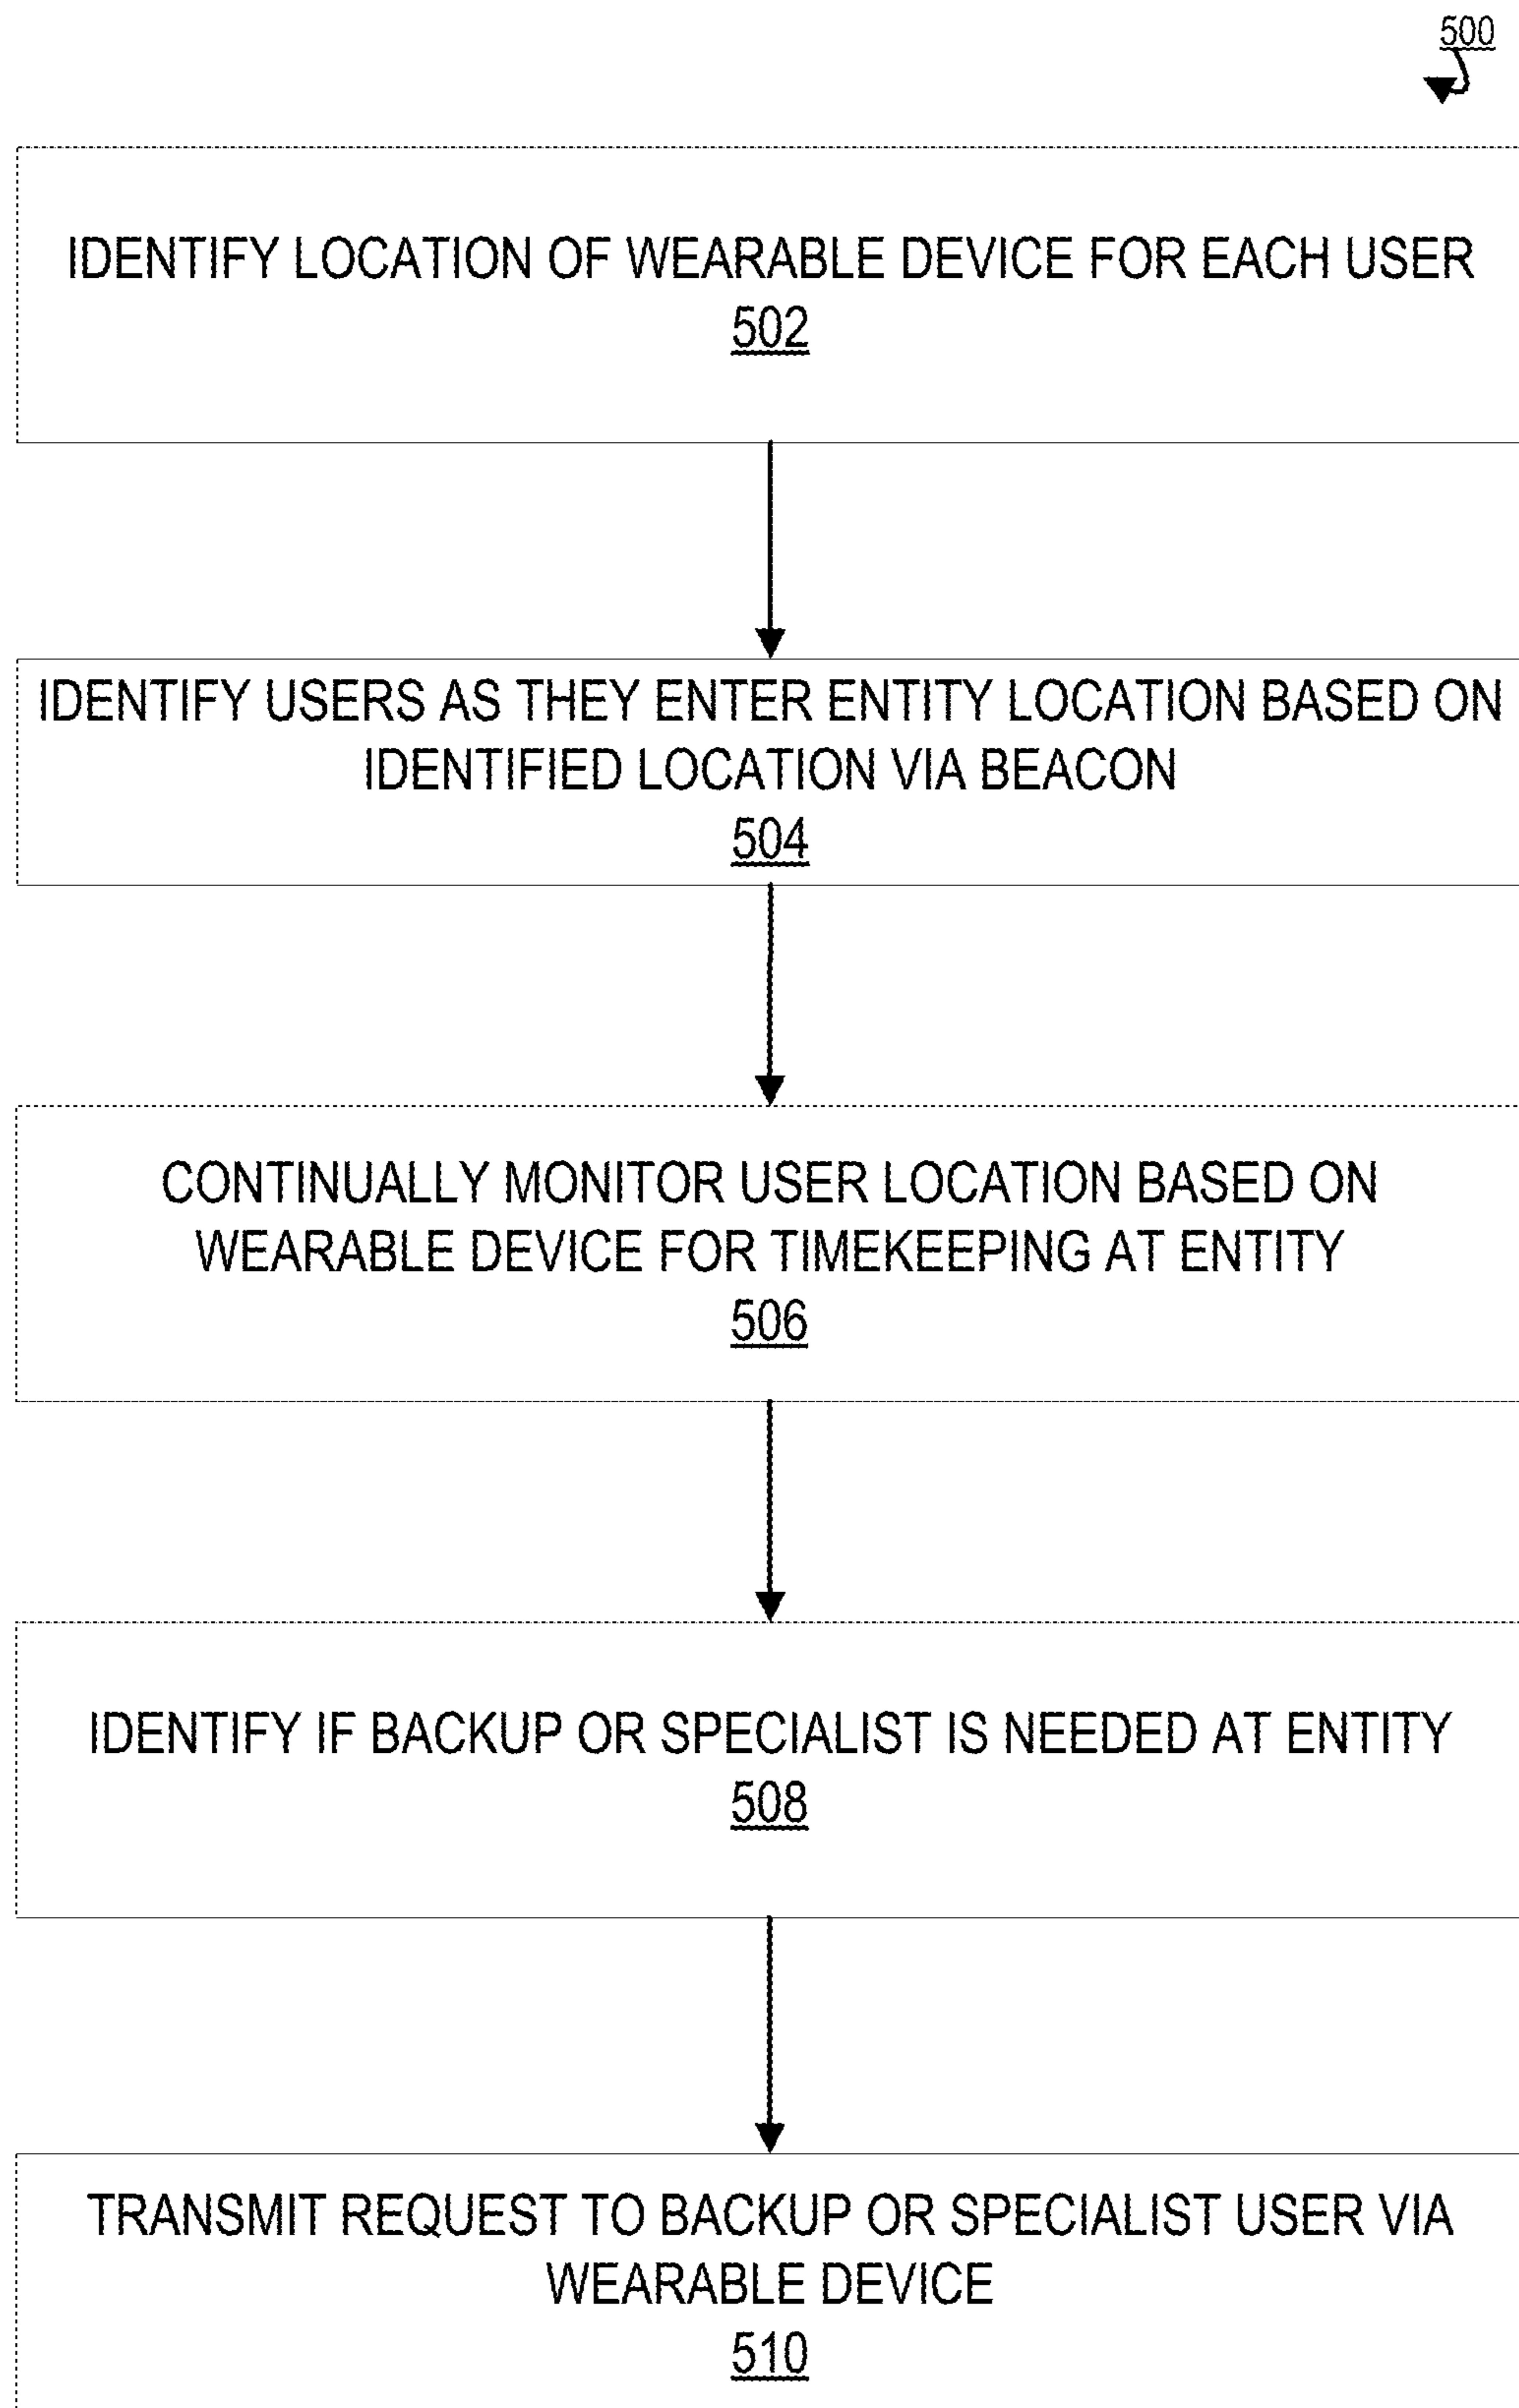 500
IDENTIFY LOCATION OF WEARABLE DEVICE FOR EACH USER
502
IDENTIFY USERS AS THEY ENTER ENTITY LOCATION BASED ON
IDENTIFIED LOCATION VIA BEACON
504
CONTINUALLY MONITOR USER LOCATION BASED ON
WEARABLE DEVICE FOR TIMEKEEPING AT ENTITY
506
IDENTIFY IF BACKUP OR SPECIALIST IS NEEDED AT ENTITY
508
TRANSMIT REQUEST TO BACKUP OR SPECIALIST USER VIA
WEARABLE DEVICE
510